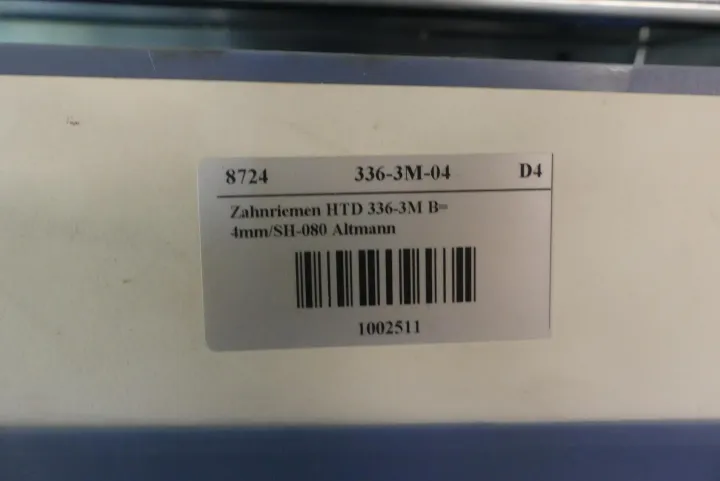 8724 336-3M-04 D4
Zahnriemen HTD 336-3M B=
4mm/SH-080 Altmann
1002511